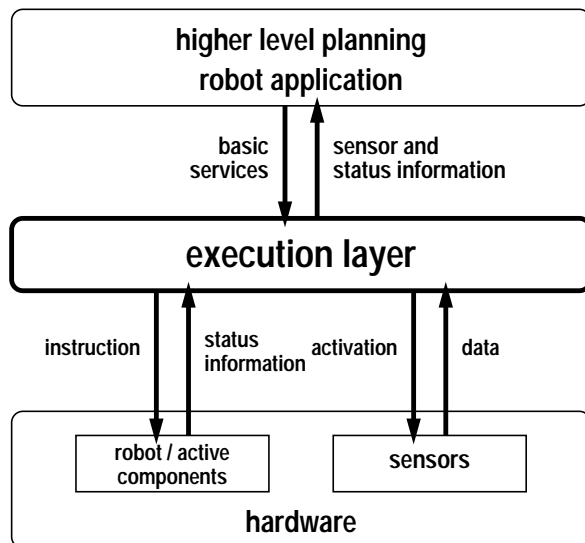 higher level planning
robot application
basic
services
sensor and
status information
execution layer
instruction
status
information
activation
data
robot / active
components
sensors
hardware